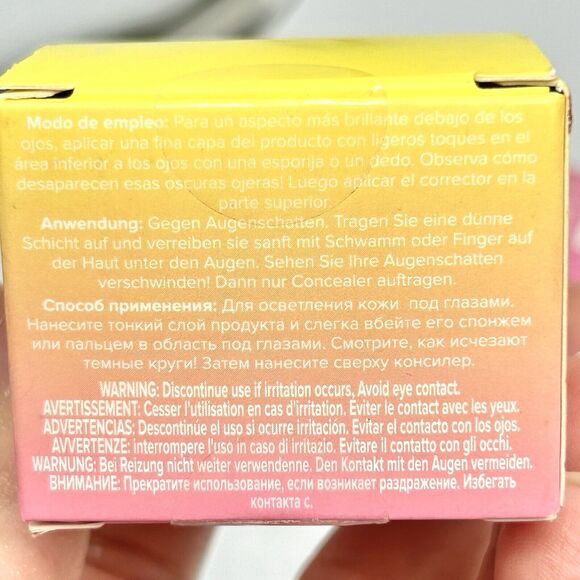 Modo de empleo: Para un aspecto más brillante debajo de los
ojos, aplicar una fina capa del producto con ligeros toques en el
área inferior a los ojos con una esponja o un dedo. Observa cómo
desaparecen esas oscuras ojeras! Luego aplicar el corrector en la
parte superior.
Anwendung: Gegen Augenschatten. Tragen Sie eine dünne
Schicht auf und verreiben sie sanft mit Schwamm oder Finger auf
der Haut unter den Augen. Sehen Sie Ihre Augenschatten
verschwinden! Dann nur Concealer auftragen.
Способ применения: Для осветления кожи под глазами.
Нанесите тонкий слой продукта и слегка вбейте его спонжем
или пальцем в область под глазами. Смотрите, как исчезают
темные круги! Затем нанесите сверху консилер.
WARNING: Discontinue use if irritation occurs, Avoid eye contact.
AVERTISSEMENT: Cesser l'utilisation en cas d'irritation. Eviter le contact avec les yeux.
ADVERTENCIAS: Descontinúe el uso si ocurre irritación. Evitar el contacto con los ojos.
AVVERTENZE: interrompere l'uso in caso di irritazio. Evitare il contatto con gli occhi.
WARNUNG: Bei Reizung nicht weiter verwendenne. Den Kontakt mit den Augen vermeiden.
ВНИМАНИЕ: Прекратите использование, если возникает раздражение. Избегать
контакта с.